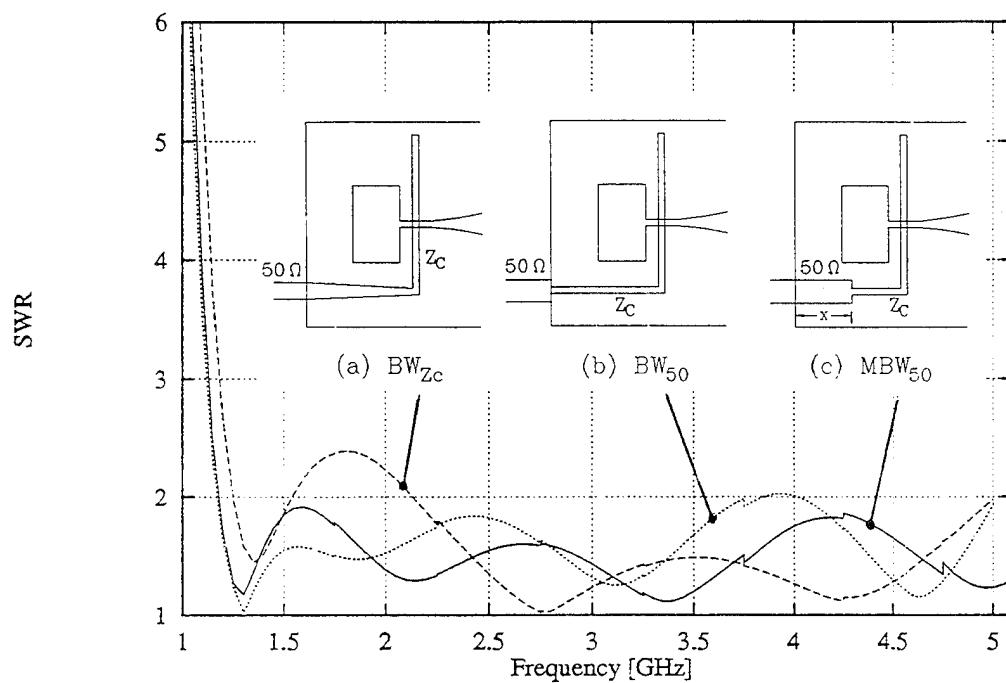 SWR
6
5
4
3
2
1
50 Ω
Z_C
(a) BW_Zc
50 Ω
Z_C
(b) BW_50
50 Ω
x
Z_C
(c) MBW_50
1 1.5 2 2.5 3 3.5 4 4.5 5
Frequency [GHz]